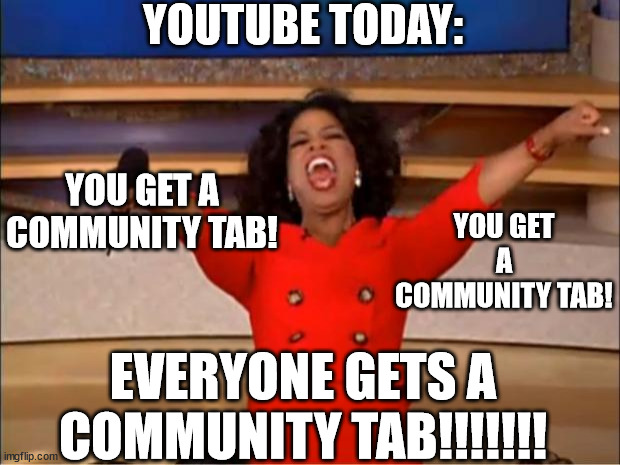 YOUTUBE TODAY:
YOU GET A
COMMUNITY TAB!
YOU GET
A
COMMUNITY TAB!
EVERYONE GETS A
COMMUNITY TAB!!!!!!!
imgflip.com